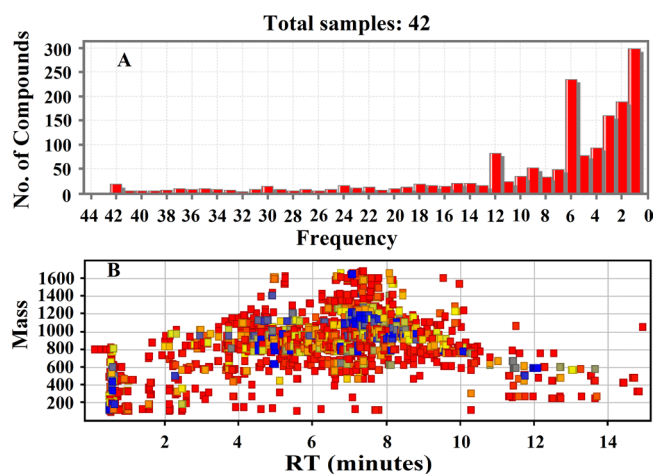 Total samples: 42
A
No. of Compounds
300
250
200
150
100
50
0
44 42 40 38 36 34 32 30 28 26 24 22 20 18 16 14 12 10 8 6 4 2 0
Frequency
B
Mass
1600
1400
1200
1000
800
600
400
200
2 4 6 8 10 12 14
RT (minutes)